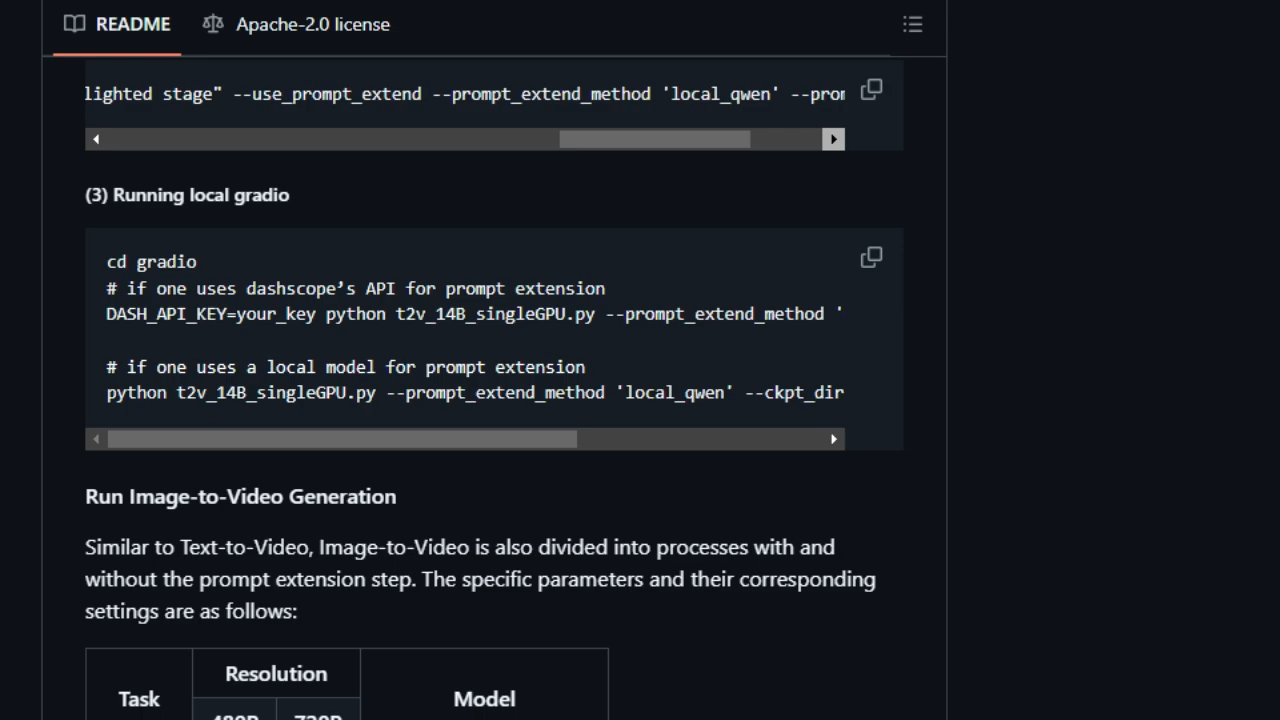 README
Apache-2.0 license
lighted stage" --use_prompt_extend --prompt_extend_method 'local_qwen' --pror
(3) Running local gradio
cd gradio
# if one uses dashscope’s API for prompt extension
DASH_API_KEY=your_key python t2v_14B_singleGPU.py --prompt_extend_method '
# if one uses a local model for prompt extension
python t2v_14B_singleGPU.py --prompt_extend_method 'local_qwen' --ckpt_dir
Run Image-to-Video Generation
Similar to Text-to-Video, Image-to-Video is also divided into processes with and
without the prompt extension step. The specific parameters and their corresponding
settings are as follows:
Resolution
Task
Model
480P 720P